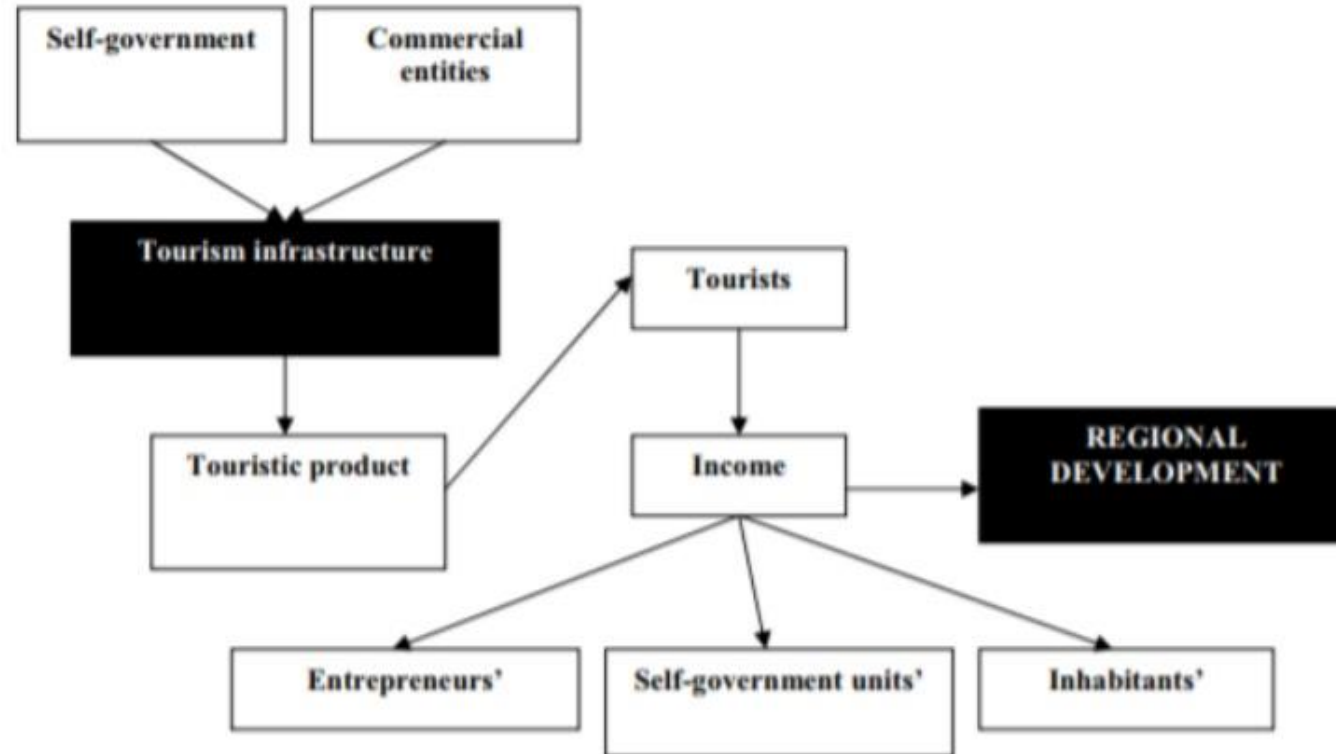 Self-government
Commercial
entities
Tourism infrastructure
Tourists
Touristic product
Income
REGIONAL
DEVELOPMENT
Entrepreneurs’
Self-government units’
Inhabitants’